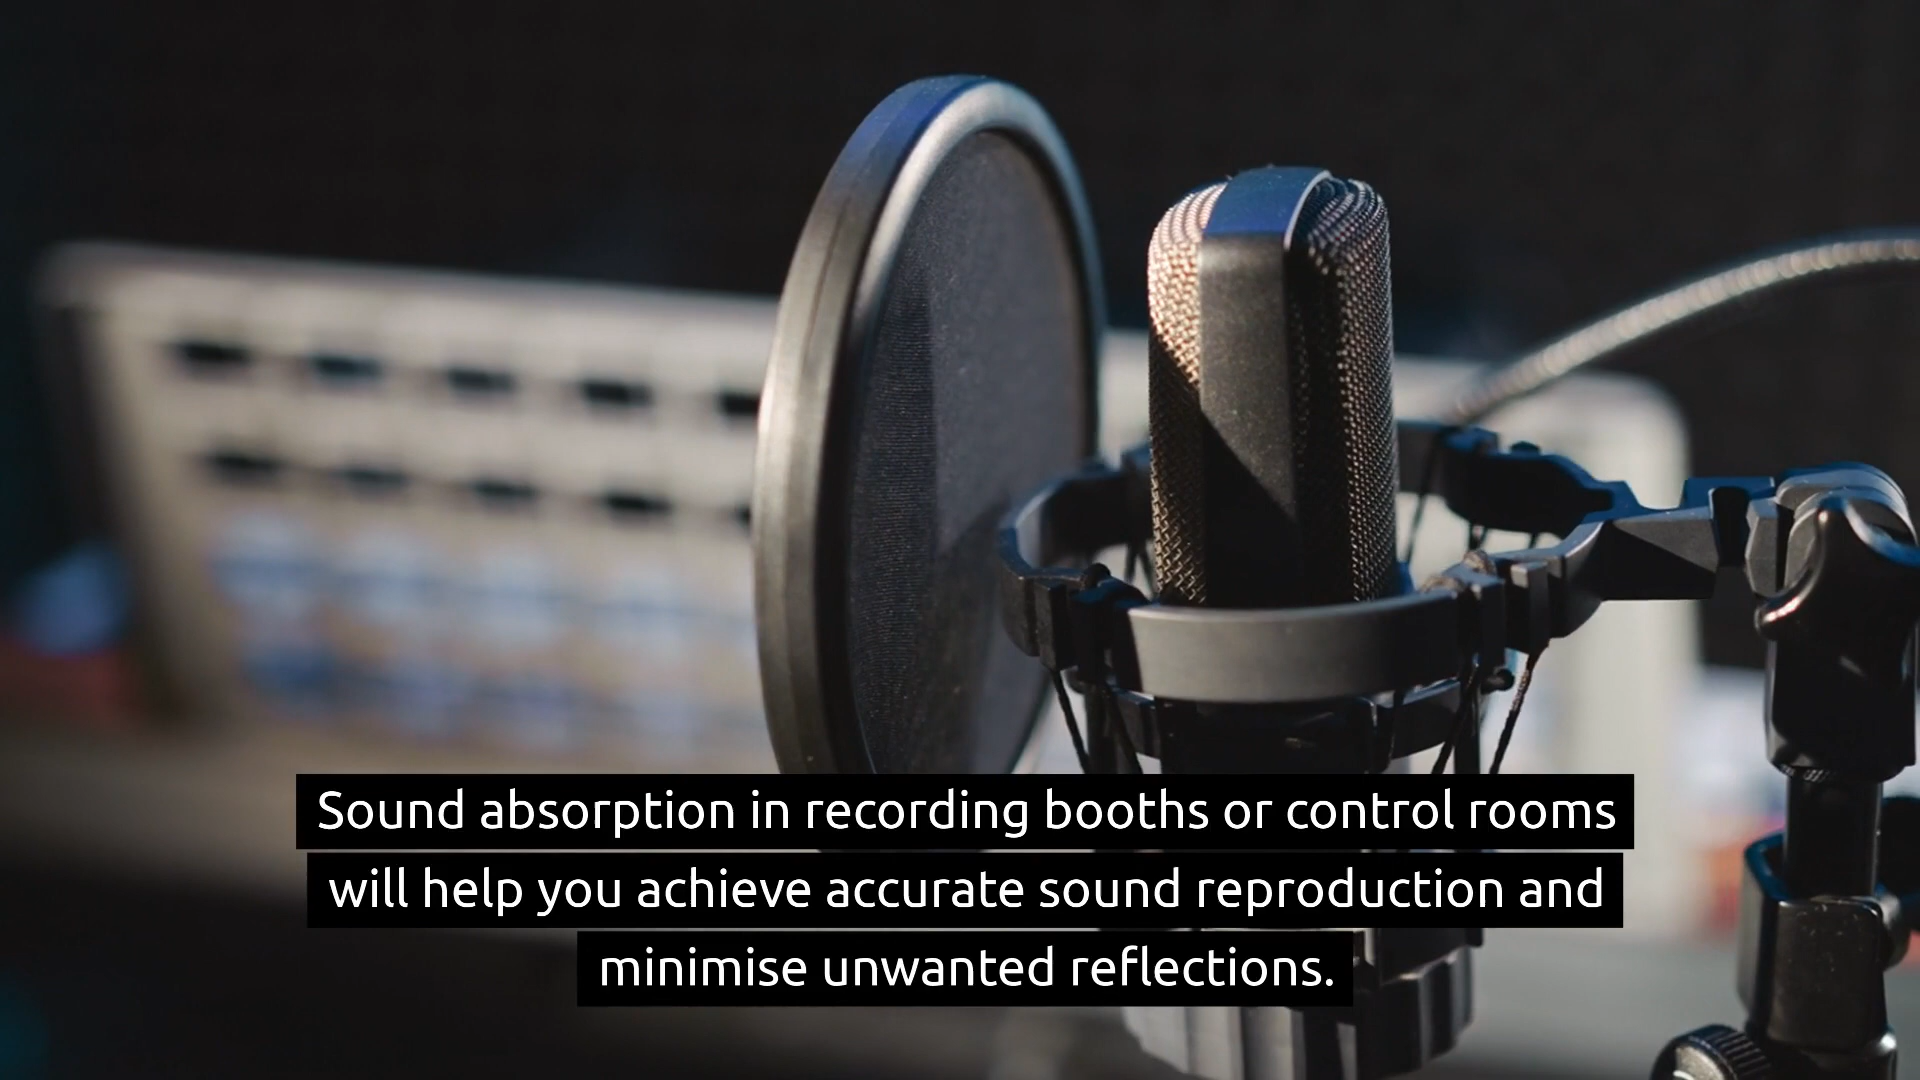 Sound absorption in recording booths or control rooms
will help you achieve accurate sound reproduction and
minimise unwanted reflections.